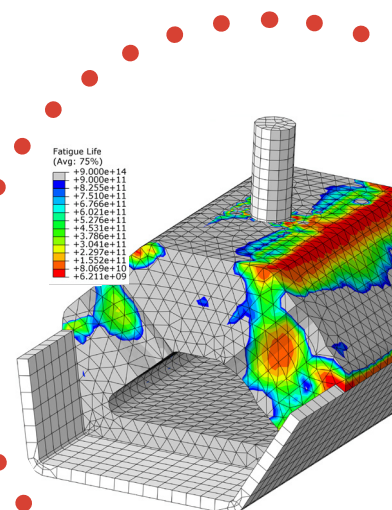 Fatigue Life
(Avg: 75%)
+9.000e+14
+9.000e+11
+8.255e+11
+7.510e+11
+6.766e+11
+6.021e+11
+5.276e+11
+4.531e+11
+3.786e+11
+3.041e+11
+2.297e+11
+1.552e+11
+8.069e+10
+6.211e+09